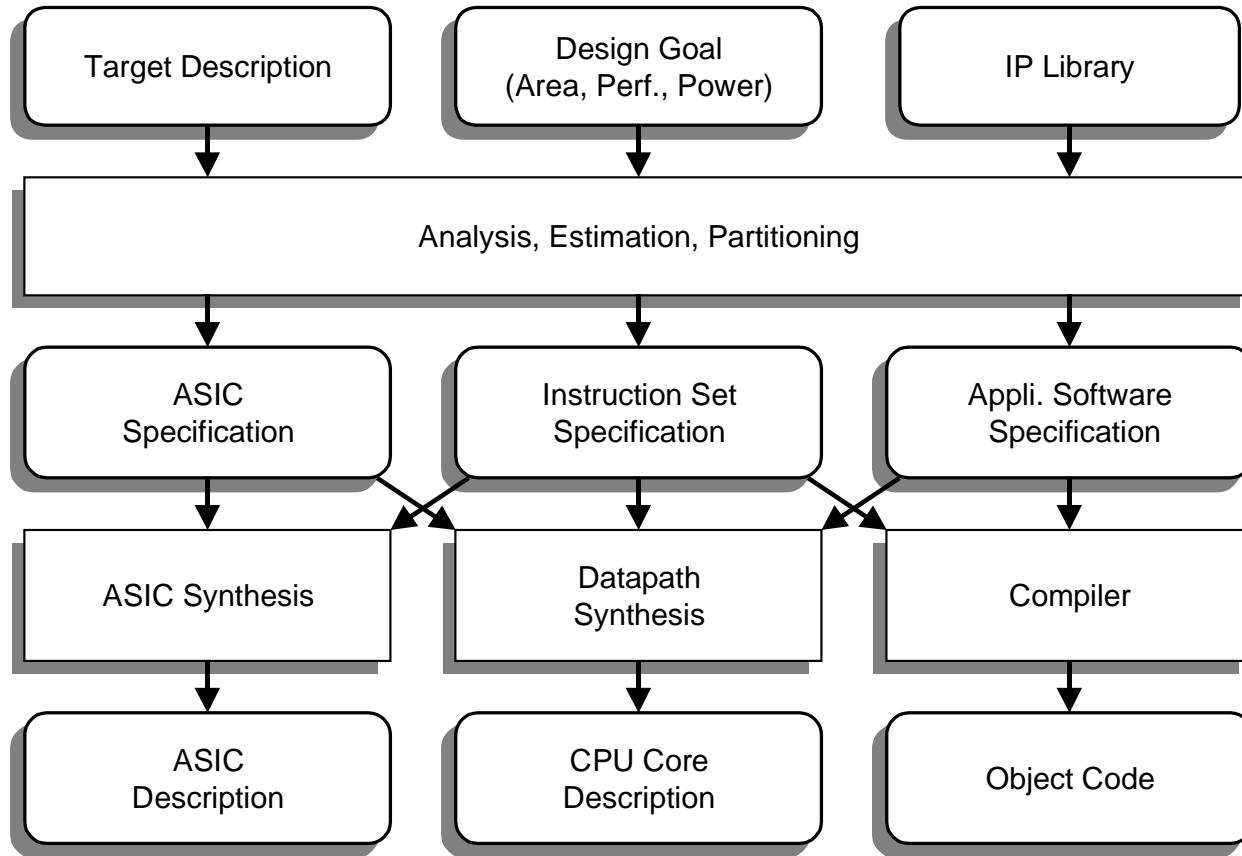 Target Description
Design Goal
(Area, Perf., Power)
IP Library
Analysis, Estimation, Partitioning
ASIC
Specification
Instruction Set
Specification
Appli. Software
Specification
ASIC Synthesis
Datapath
Synthesis
Compiler
ASIC
Description
CPU Core
Description
Object Code